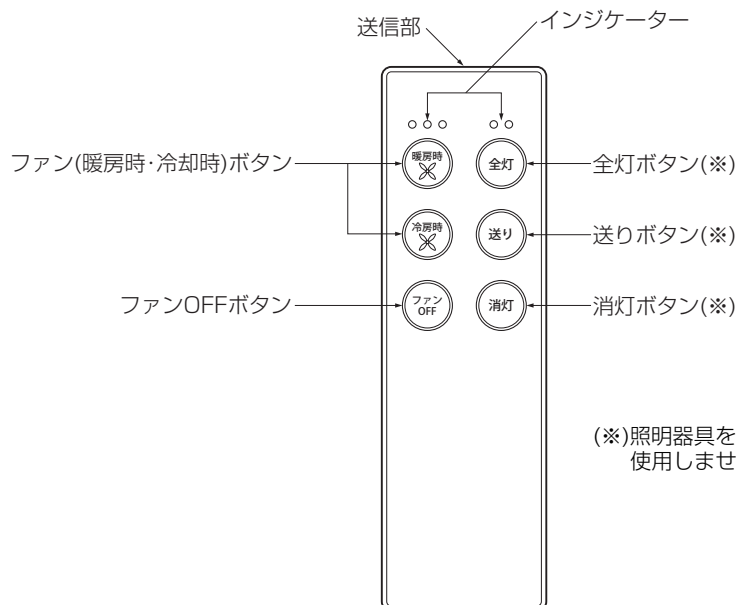 送信部
インジケーター
ファン(暖房時・冷却時)ボタン
暖房時
全灯
全灯ボタン(※)
冷房時
送り
送りボタン(※)
ファンOFFボタン
ファン
OFF
消灯
消灯ボタン(※)
(※)照明器具を
使用しませ